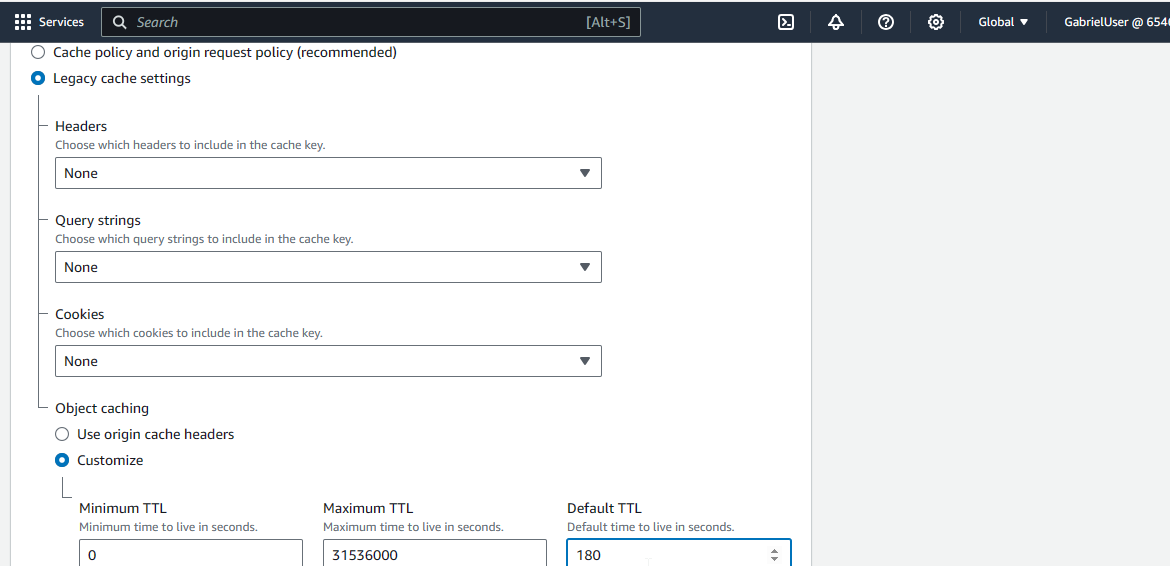 Services Search [Alt+S] Global GabrielUser @ 6540
Cache policy and origin request policy (recommended)
Legacy cache settings
Headers
Choose which headers to include in the cache key.
None
Query strings
Choose which query strings to include in the cache key.
None
Cookies
Choose which cookies to include in the cache key.
None
Object caching
Use origin cache headers
Customize
Minimum TTL Maximum TTL Default TTL
Minimum time to live in seconds. Maximum time to live in seconds. Default time to live in seconds.
0 31536000 180